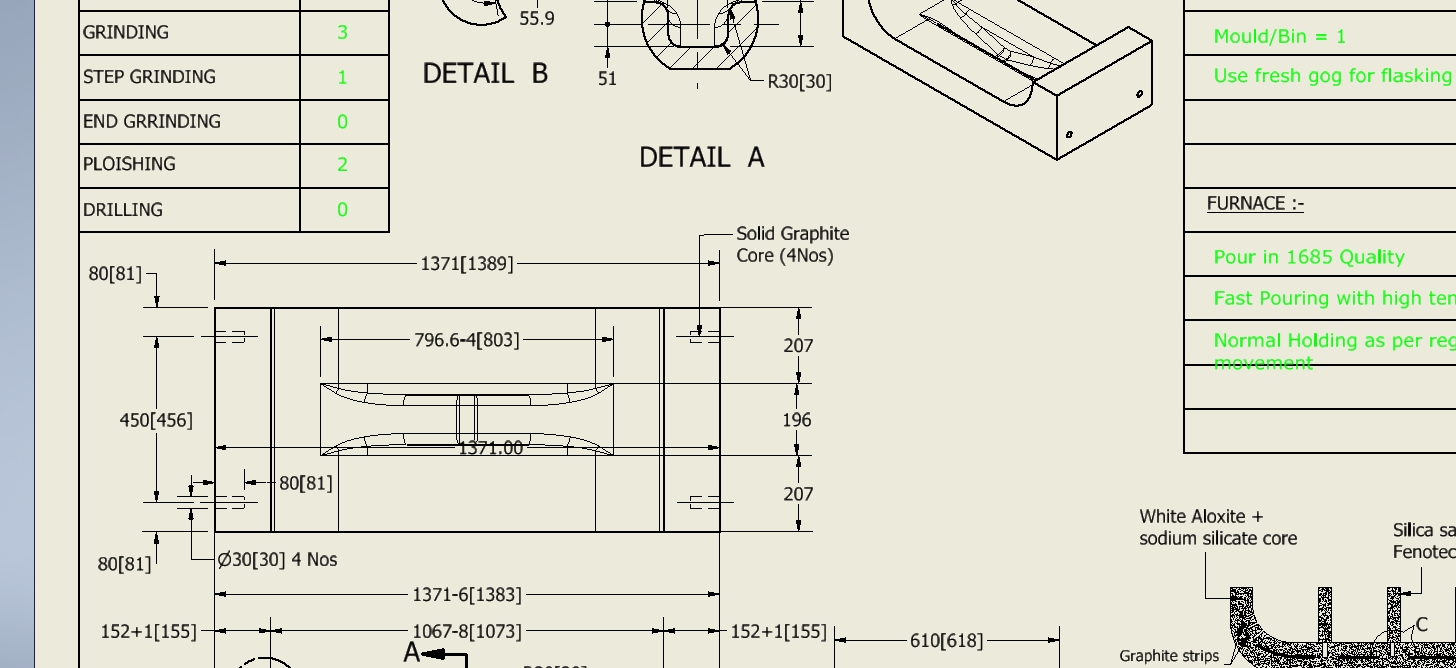 GRINDING 3
STEP GRINDING 1
END GRRINDING 0
PLOISHING 2
DRILLING 0
55.9
DETAIL B
51
R30[30]
DETAIL A
Mould/Bin = 1
Use fresh gog for flasking
FURNACE :-
Pour in 1685 Quality
Fast Pouring with high
Normal Holding as per
movement
Solid Graphite
Core (4Nos)
1371[1389]
80[81]
796.6-4[803]
207
450[456]
196
1371.00
80[81]
207
80[81]
Ø30[30] 4 Nos
1371-6[1383]
152+1[155]
1067-8[1073]
152+1[155]
610[618]
A
White Aloxite +
sodium silicate core
Silica
C
Graphite strips